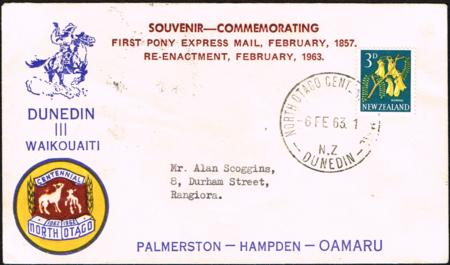 SOUVENIR—COMMEMORATING
FIRST PONY EXPRESS MAIL, FEBRUARY, 1857.
RE-ENACTMENT, FEBRUARY, 1963.
3D
NEW ZEALAND
DUNEDIN
III
WAIKOUAITI
NORTH OTAGO CENT
-6 FE 63. 1
N.Z
DUNEDIN
Mr. Alan Scoggins,
8, Durham Street,
Rangiora.
CENTENNIAL
NORTH OTAGO
PALMERSTON — HAMPDEN — OAMARU